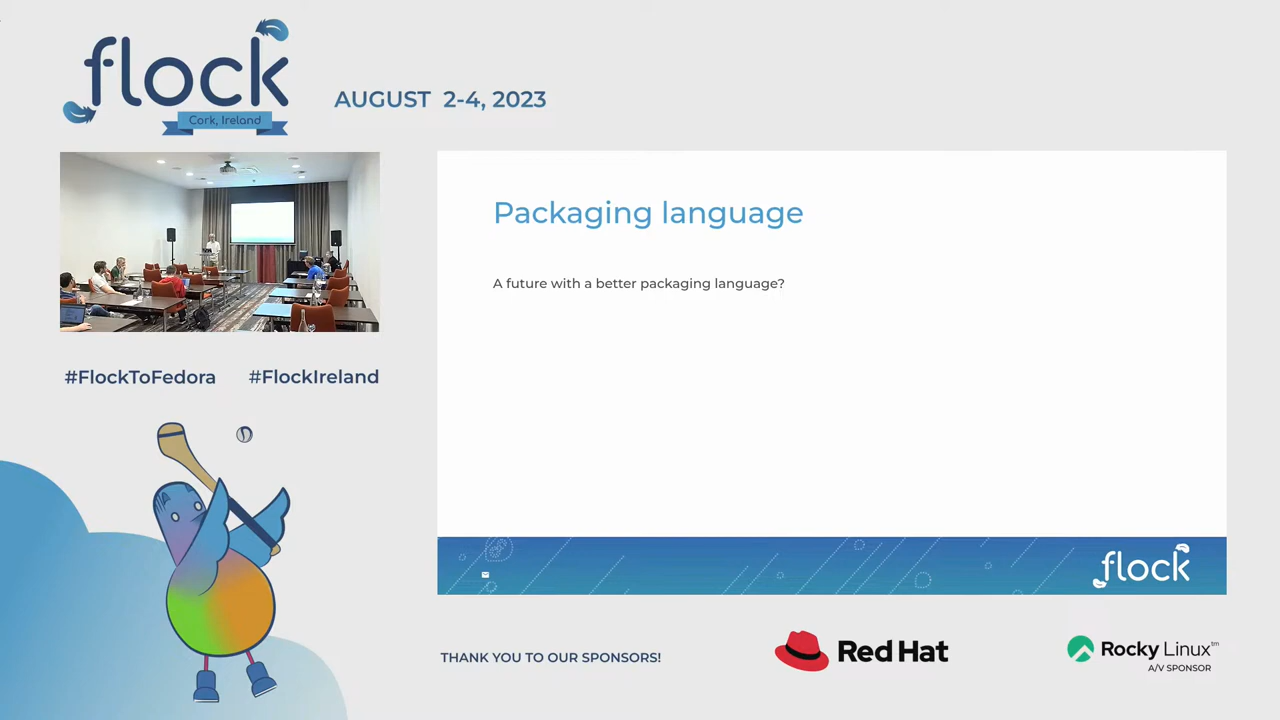 flock
Cork, Ireland
AUGUST 2-4, 2023
Packaging language
A future with a better packaging language?
#FlockToFedora #FlockIreland
flock
THANK YOU TO OUR SPONSORS!
Red Hat
Rocky Linux™
A/V SPONSOR